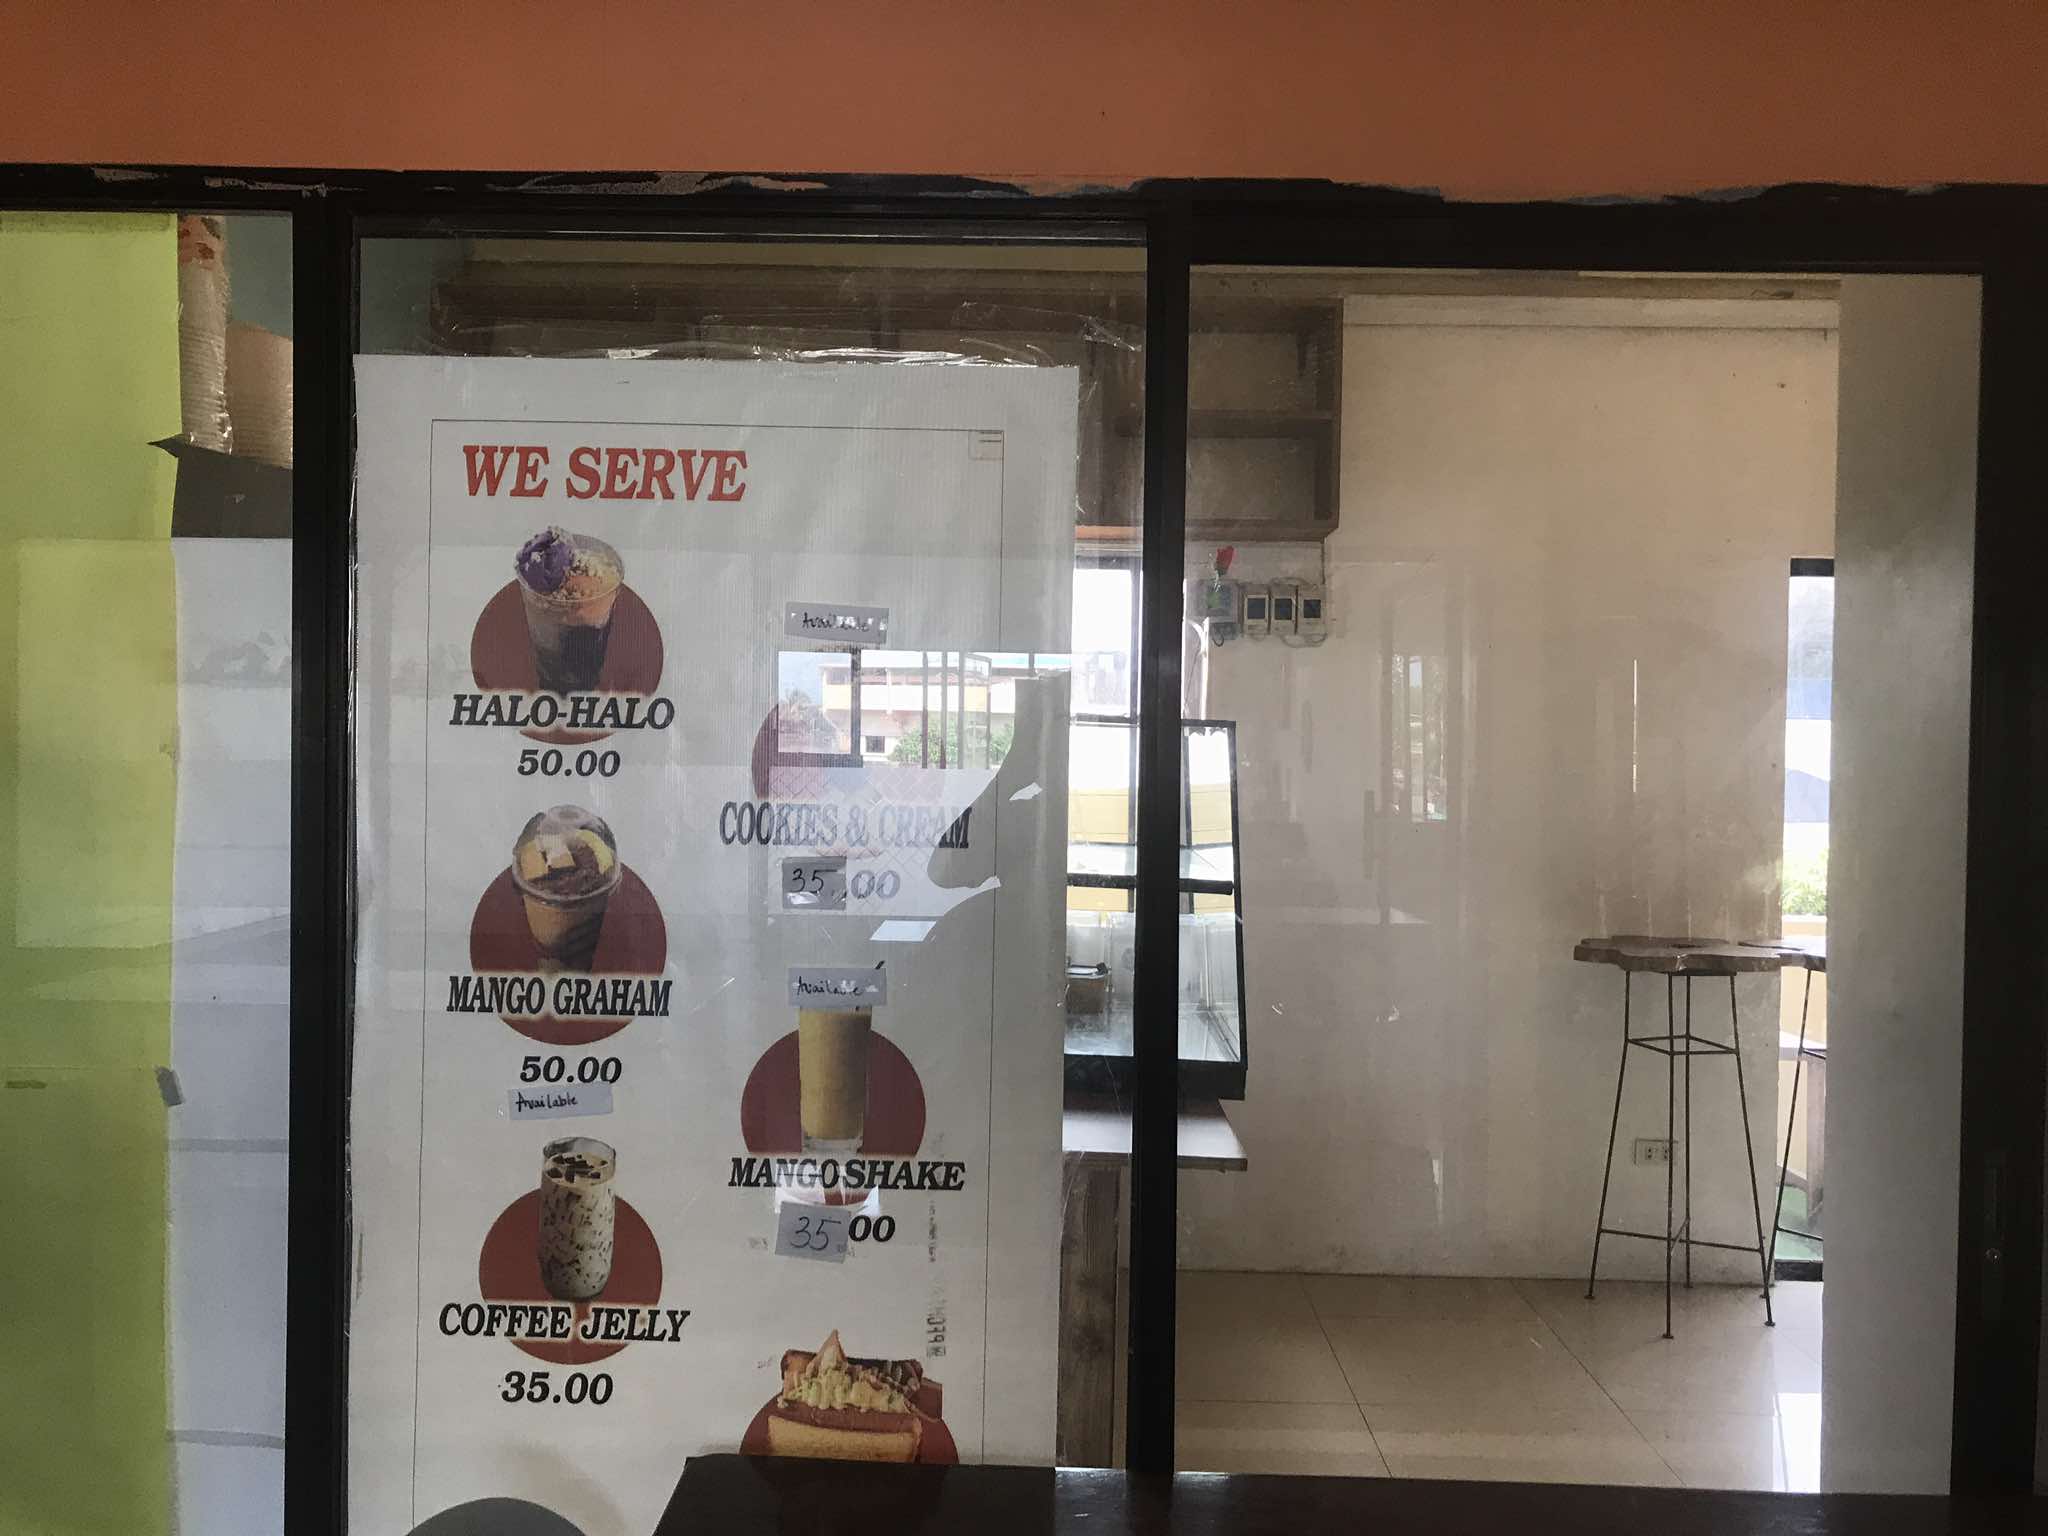 WE SERVE
HALO-HALO
50.00
MANGO GRAHAM
50.00
Available
COFFEE JELLY
35.00
Available
COOKIES & CREAM
35.00
Available
MANGO SHAKE
35.00